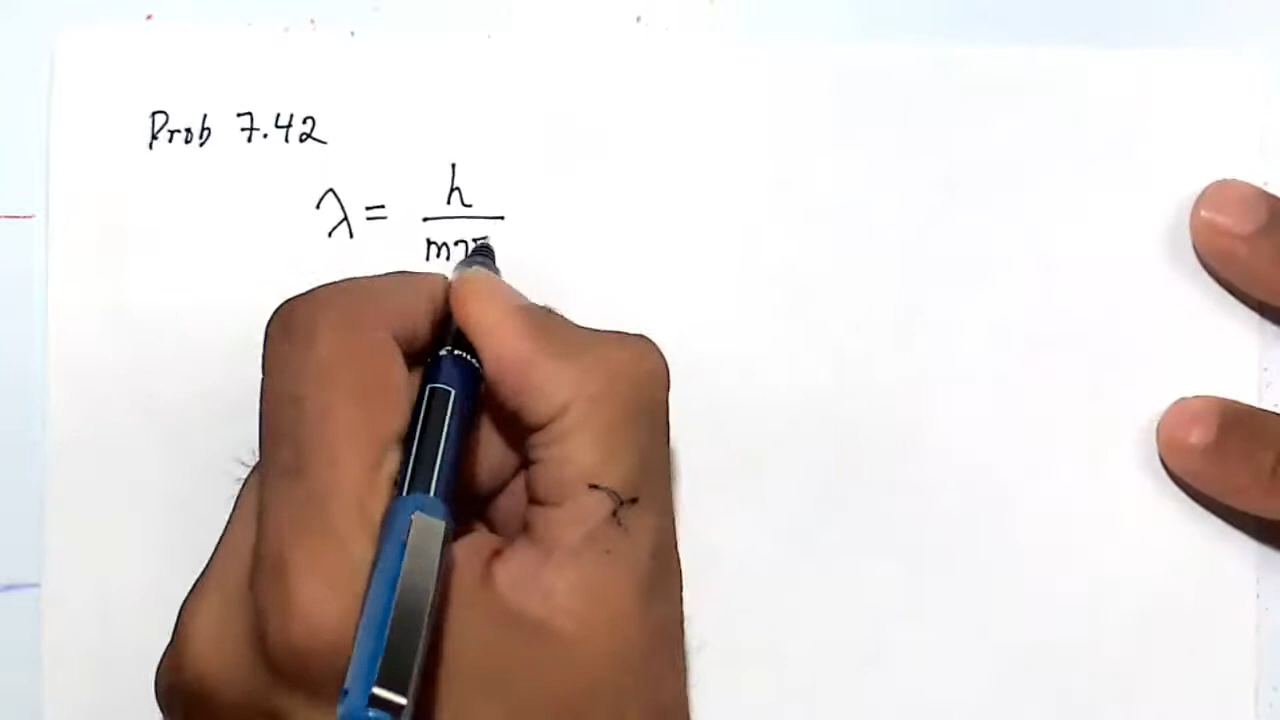 Prob 7.42
λ = h / m